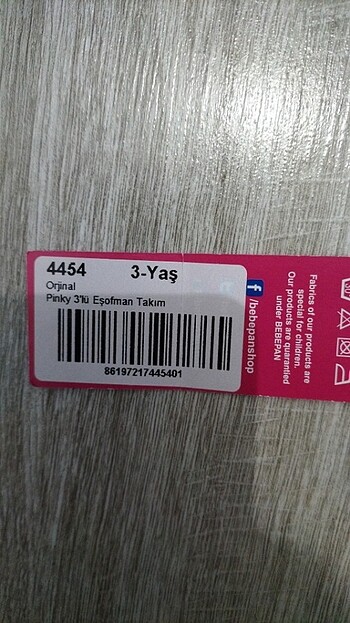 4454 3-Yaş
Orjinal
Pinky 3'lü Eşofman Takım
86197217445401
/bebepanshop
Fabrics of our products are
special for children.
Our products are quarantied
under BEBEPAN